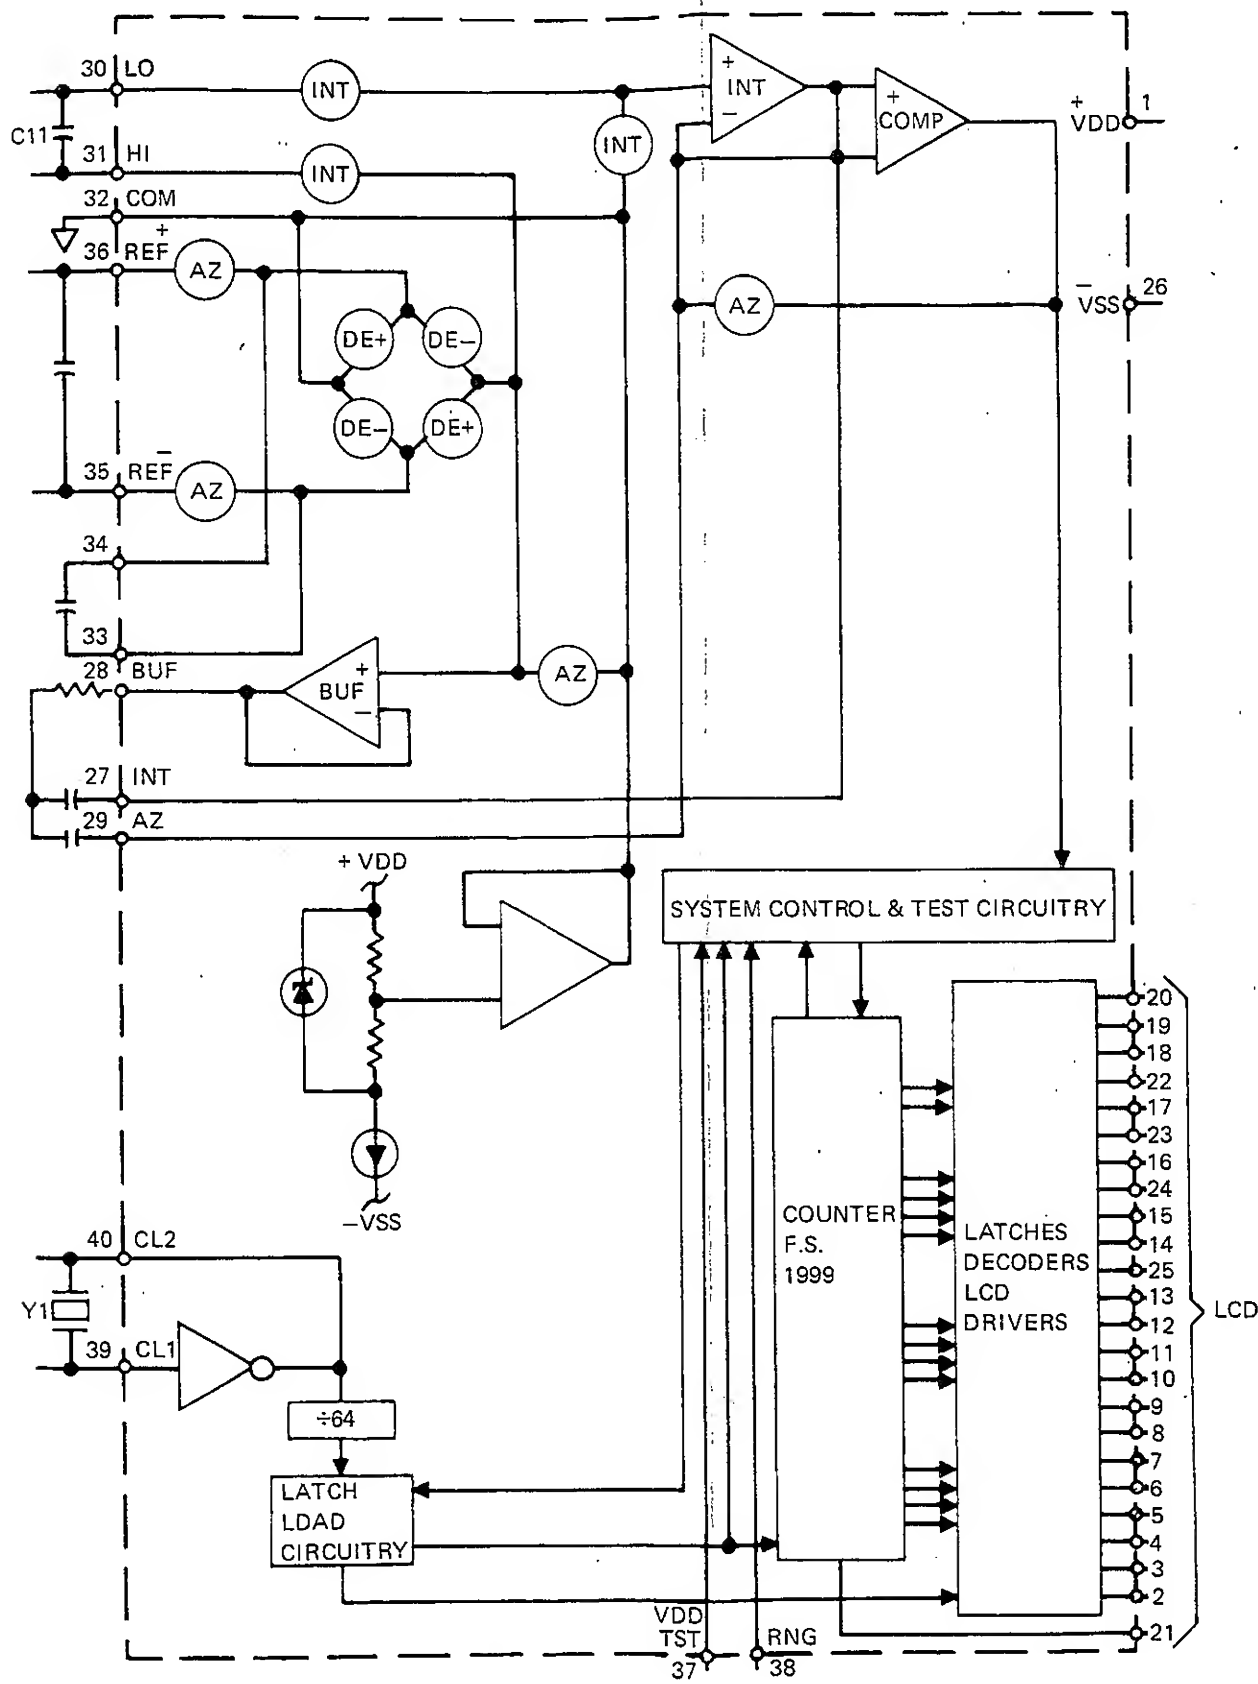 30 LO
INT
+
INT
−
+
COMP
+
VDD
1
C11
INT
31 HI
INT
32 COM
+
36 REF
AZ
−
VSS
26
AZ
DE+
DE−
DE−
DE+
−
35 REF
AZ
34
33
28 BUF
+
BUF
−
AZ
27 INT
29 AZ
+ VDD
SYSTEM CONTROL & TEST CIRCUITRY
−VSS
COUNTER
F.S.
1999
LATCHES
DECODERS
LCD
DRIVERS
20
19
18
22
17
23
16
24
15
14
25
13
12
11
10
9
8
7
6
5
4
3
2
21
LCD
40 CL2
Y1
39 CL1
÷64
LATCH
LDAD
CIRCUITRY
VDD
TST
37
RNG
38